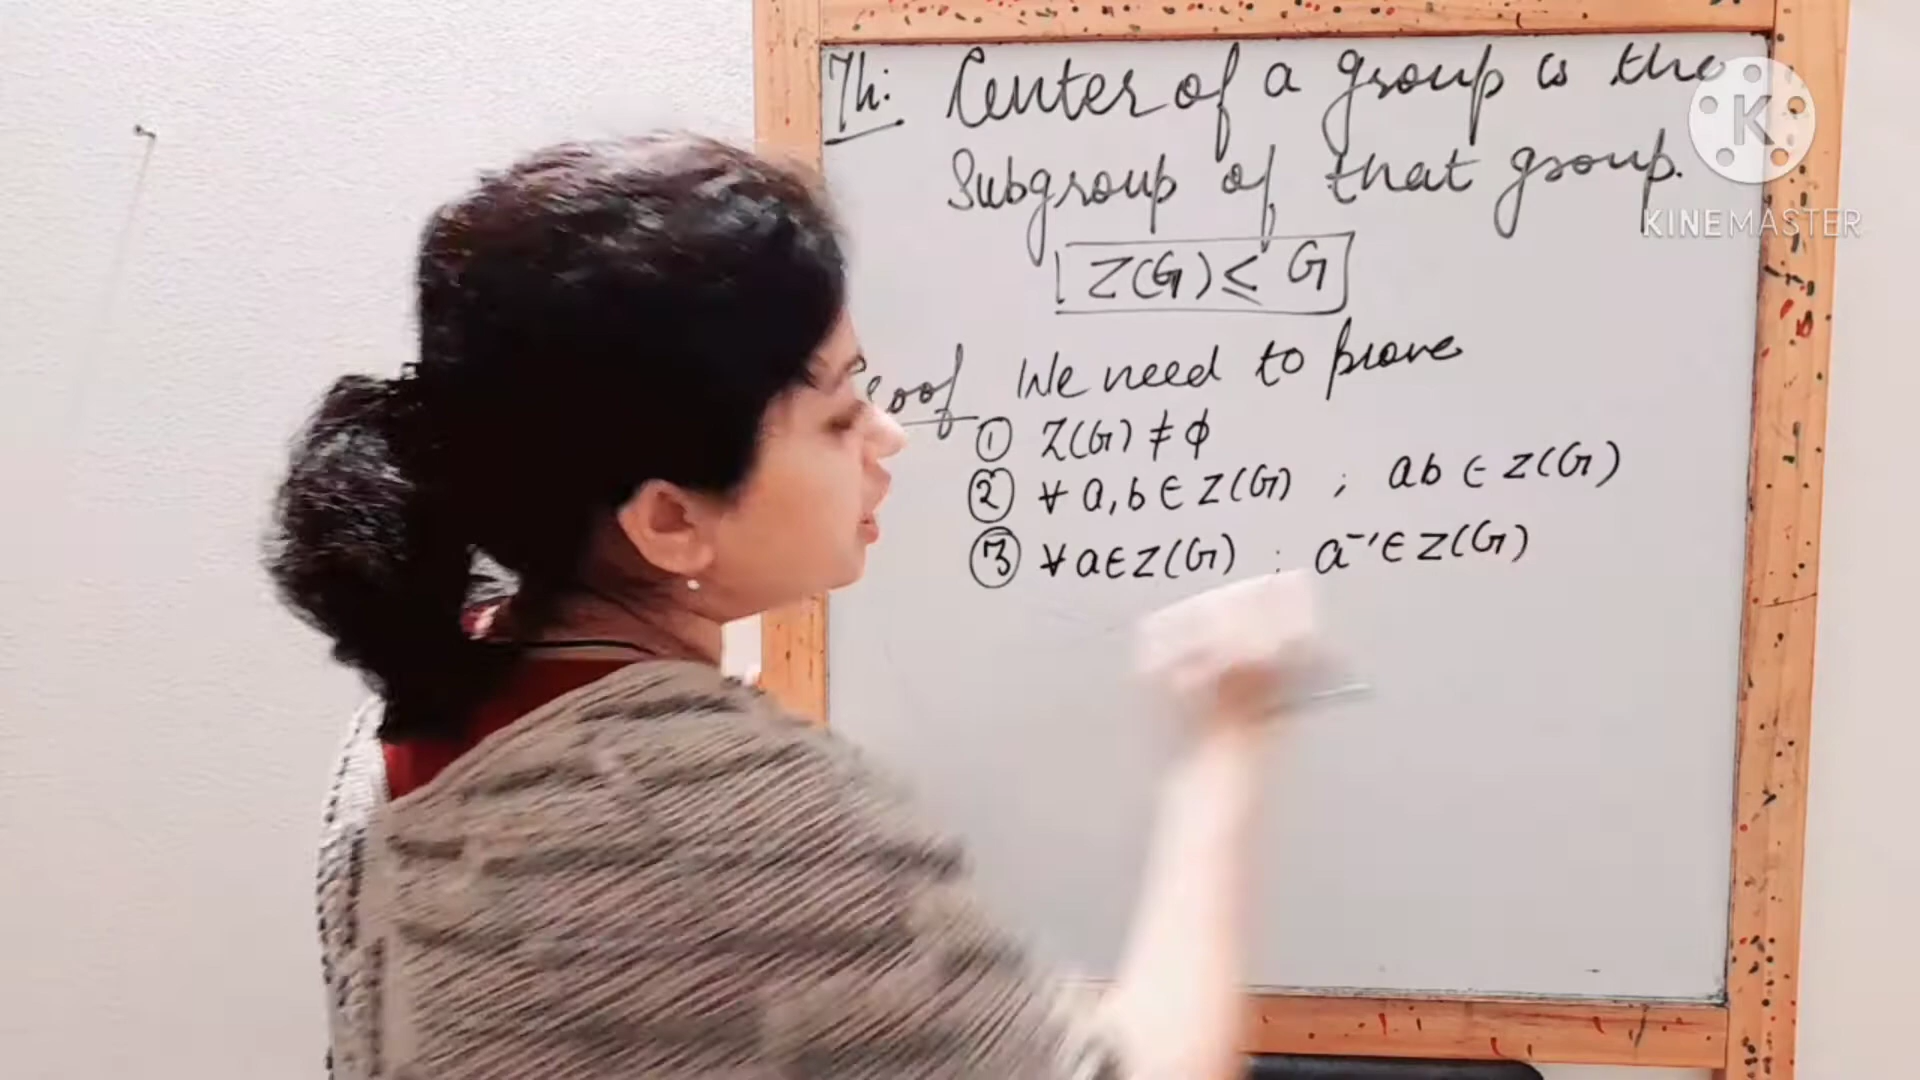 Th: Center of a group is the
Subgroup of that group.
Z(G) ≤ G
roof We need to prove
① Z(G) ≠ ϕ
② ∀ a,b ∈ Z(G) ; ab ∈ Z(G)
③ ∀ a ∈ Z(G) ; a⁻¹ ∈ Z(G)
K
KINEMASTER